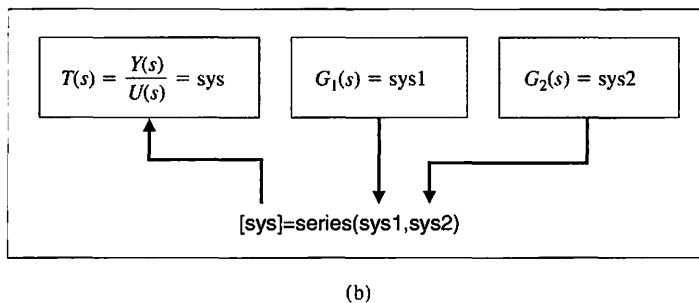 T(s) = Y(s)/U(s) = sys
G₁(s) = sys1
G₂(s) = sys2
[sys]=series(sys1,sys2)
(b)